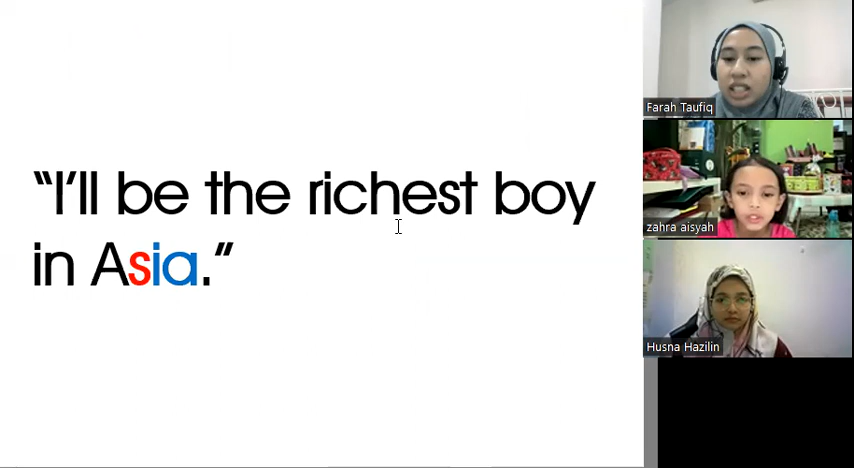 “I’ll be the richest boy
in Asia.”
Farah Taufiq
zahra aisyah
Husna Hazilin